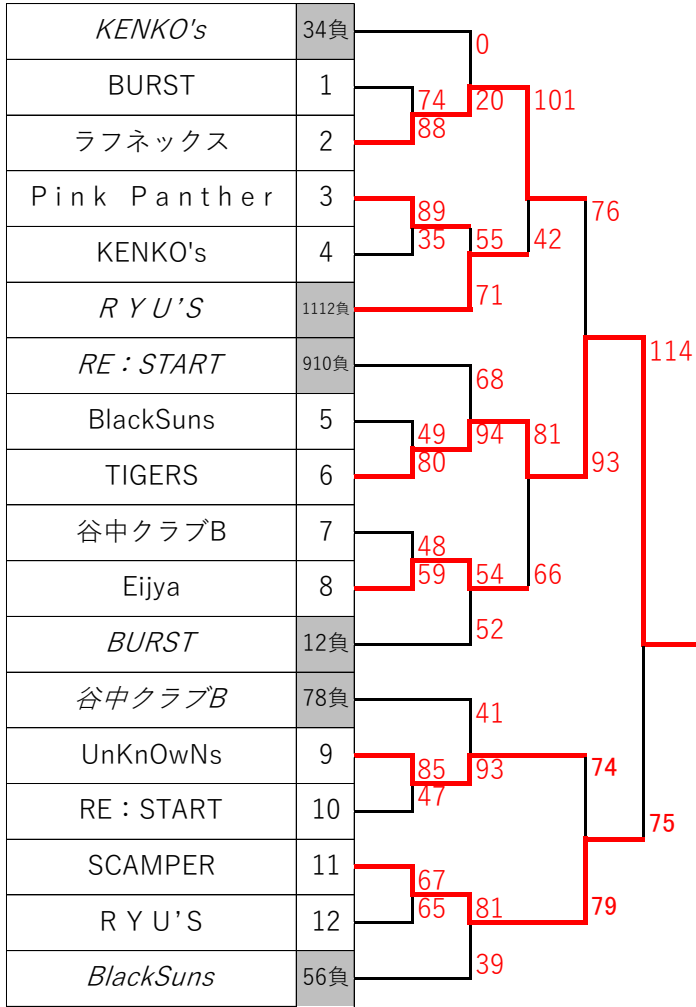 KENKO's 34負
0
BURST 1
74 20 101
88
ラフネックス 2
Pink Panther 3
89 76
35 55 42
KENKO's 4
71
RYU'S 1112負
RE：START 910負
114
68
BlackSuns 5
49 94 81
80 93
TIGERS 6
谷中クラブB 7
48
59 54 66
Eijya 8
52
BURST 12負
谷中クラブB 78負
41
UnKnOwNs 9
85 93 74
47
RE：START 10
75
SCAMPER 11
67
65 81 79
RYU'S 12
39
BlackSuns 56負